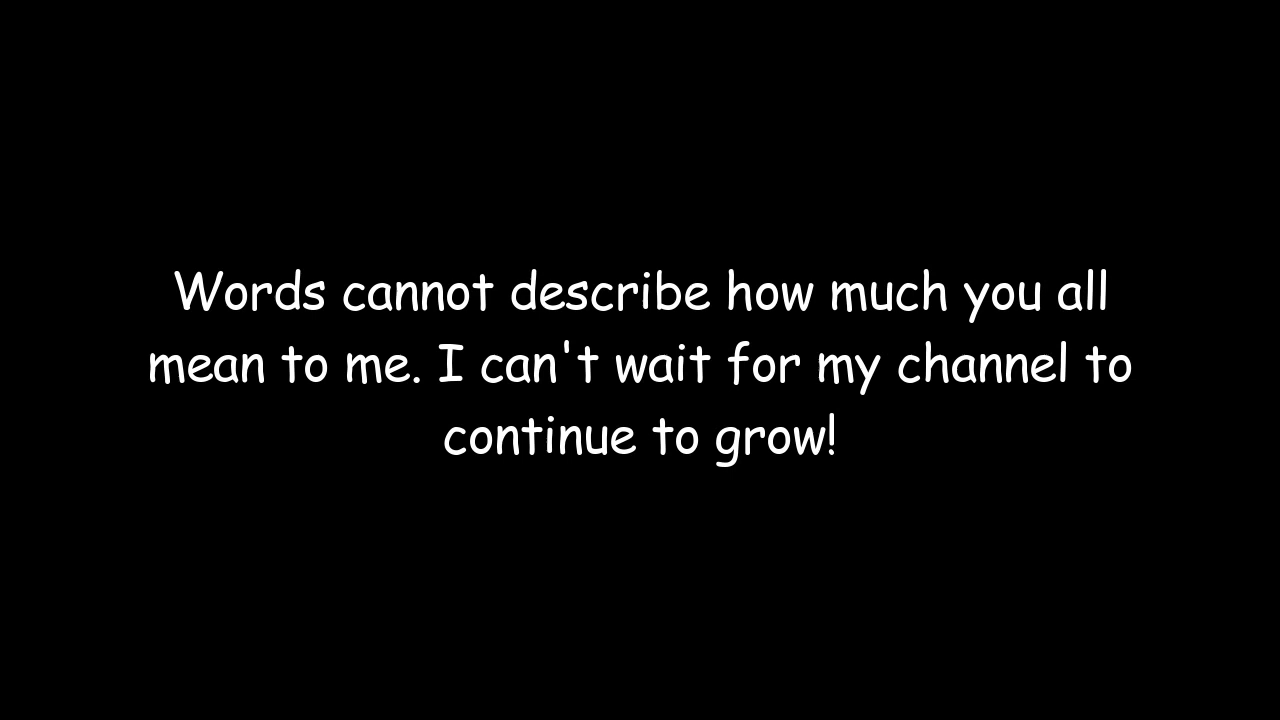 Words cannot describe how much you all
mean to me. I can't wait for my channel to
continue to grow!